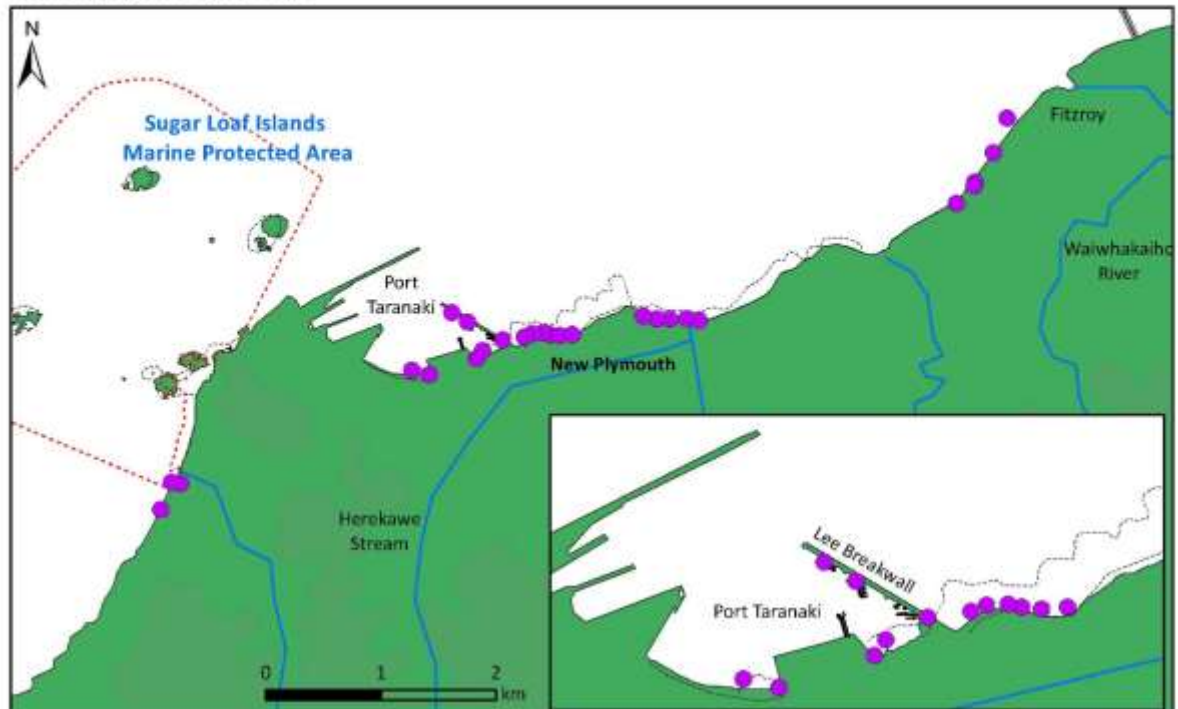 N
Sugar Loaf Islands
Marine Protected Area
Fitzroy
Waiwhakaiho
River
Port
Taranaki
New Plymouth
Herekawe
Stream
Lee Breakwall
Port Taranaki
0 1 2
km